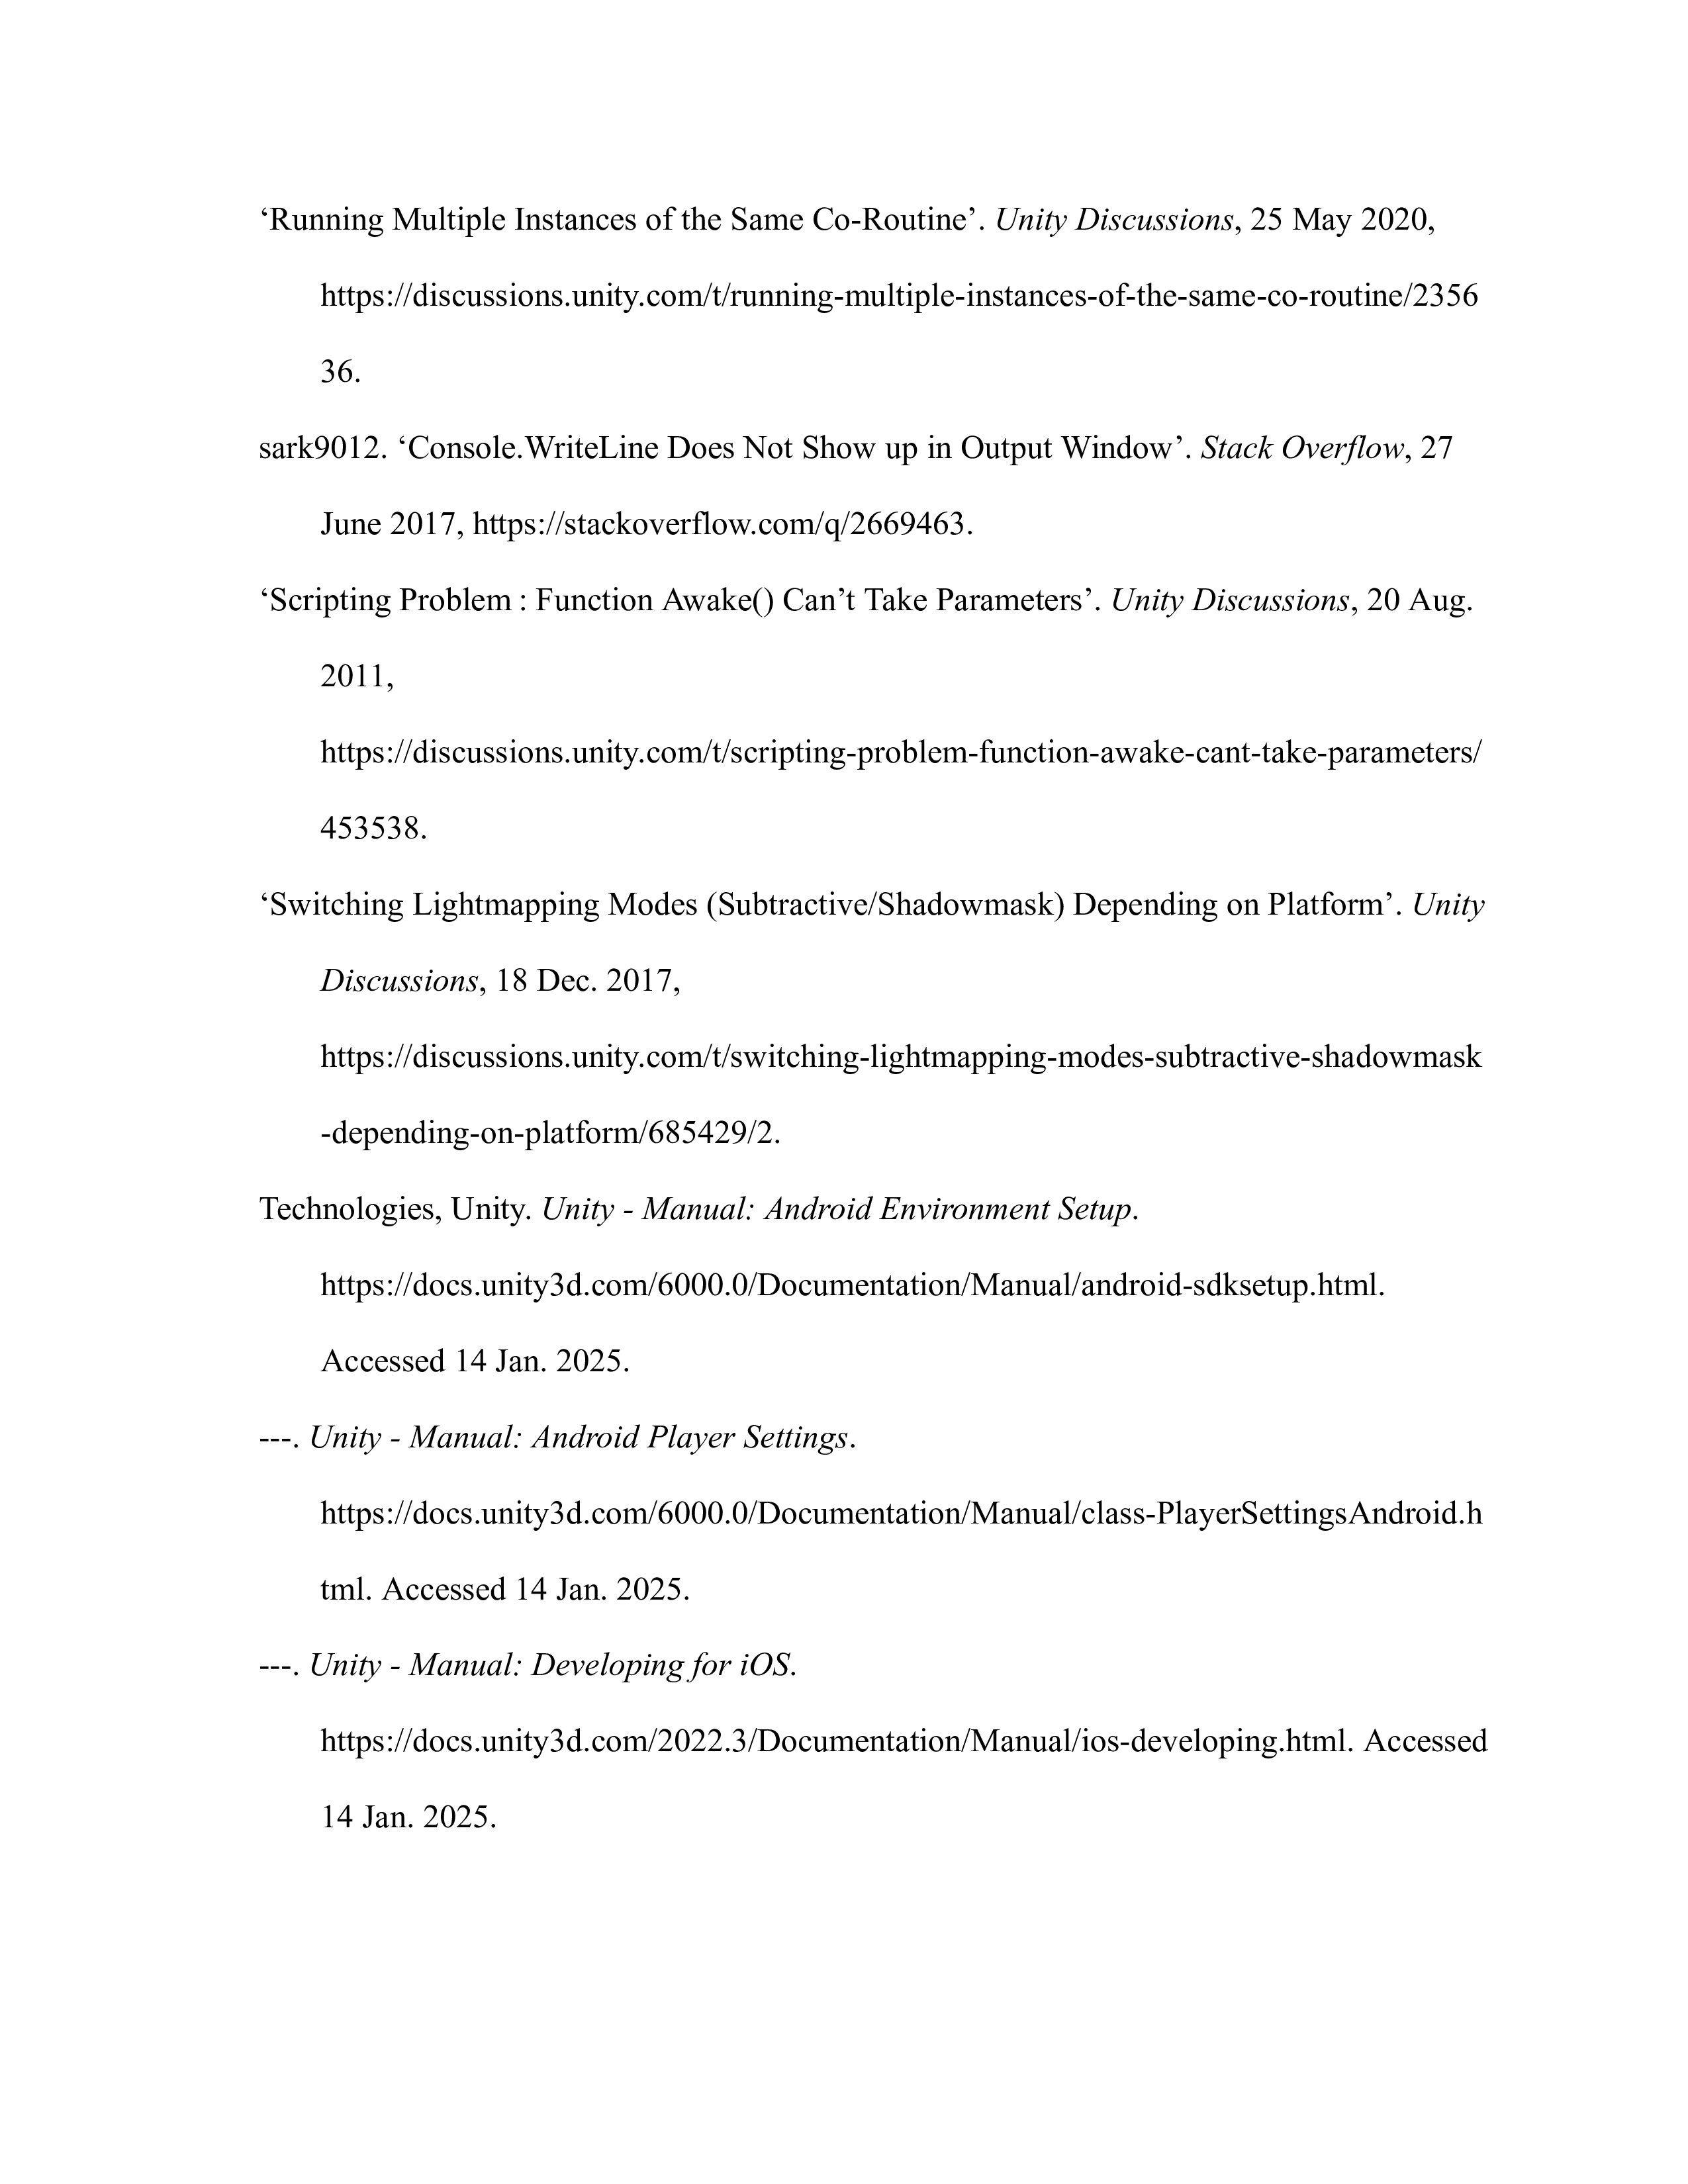 ‘Running Multiple Instances of the Same Co-Routine’. Unity Discussions, 25 May 2020,
https://discussions.unity.com/t/running-multiple-instances-of-the-same-co-routine/2356
36.
sark9012. ‘Console.WriteLine Does Not Show up in Output Window’. Stack Overflow, 27
June 2017, https://stackoverflow.com/q/2669463.
‘Scripting Problem : Function Awake() Can’t Take Parameters’. Unity Discussions, 20 Aug.
2011,
https://discussions.unity.com/t/scripting-problem-function-awake-cant-take-parameters/
453538.
‘Switching Lightmapping Modes (Subtractive/Shadowmask) Depending on Platform’. Unity
Discussions, 18 Dec. 2017,
https://discussions.unity.com/t/switching-lightmapping-modes-subtractive-shadowmask
-depending-on-platform/685429/2.
Technologies, Unity. Unity - Manual: Android Environment Setup.
https://docs.unity3d.com/6000.0/Documentation/Manual/android-sdksetup.html.
Accessed 14 Jan. 2025.
---. Unity - Manual: Android Player Settings.
https://docs.unity3d.com/6000.0/Documentation/Manual/class-PlayerSettingsAndroid.h
tml. Accessed 14 Jan. 2025.
---. Unity - Manual: Developing for iOS.
https://docs.unity3d.com/2022.3/Documentation/Manual/ios-developing.html. Accessed
14 Jan. 2025.